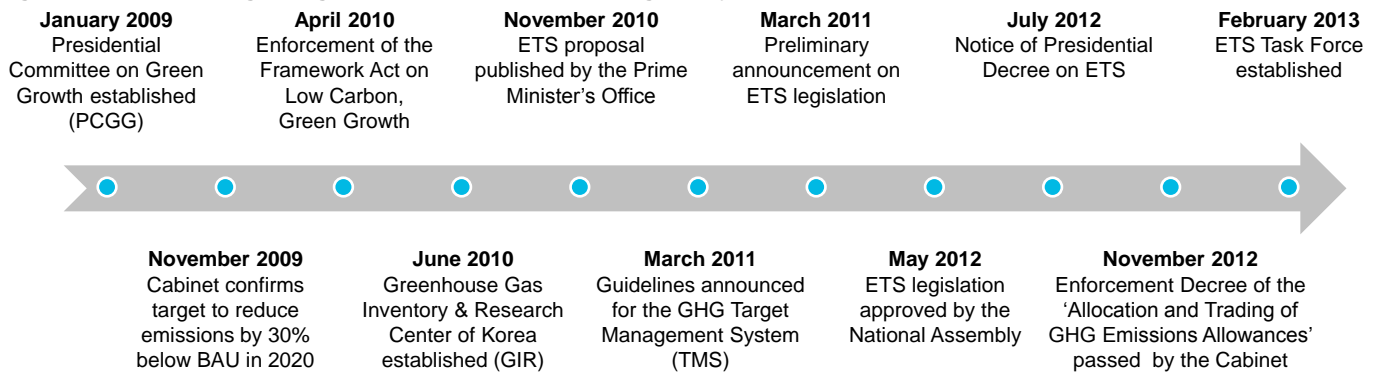 January 2009
Presidential
Committee on Green
Growth established
(PCGG)
April 2010
Enforcement of the
Framework Act on
Low Carbon,
Green Growth
November 2010
ETS proposal
published by the Prime
Minister’s Office
March 2011
Preliminary
announcement on
ETS legislation
July 2012
Notice of Presidential
Decree on ETS
February 2013
ETS Task Force
established
November 2009
Cabinet confirms
target to reduce
emissions by 30%
below BAU in 2020
June 2010
Greenhouse Gas
Inventory & Research
Center of Korea
established (GIR)
March 2011
Guidelines announced
for the GHG Target
Management System
(TMS)
May 2012
ETS legislation
approved by the
National Assembly
November 2012
Enforcement Decree of the
‘Allocation and Trading of
GHG Emissions Allowances’
passed by the Cabinet